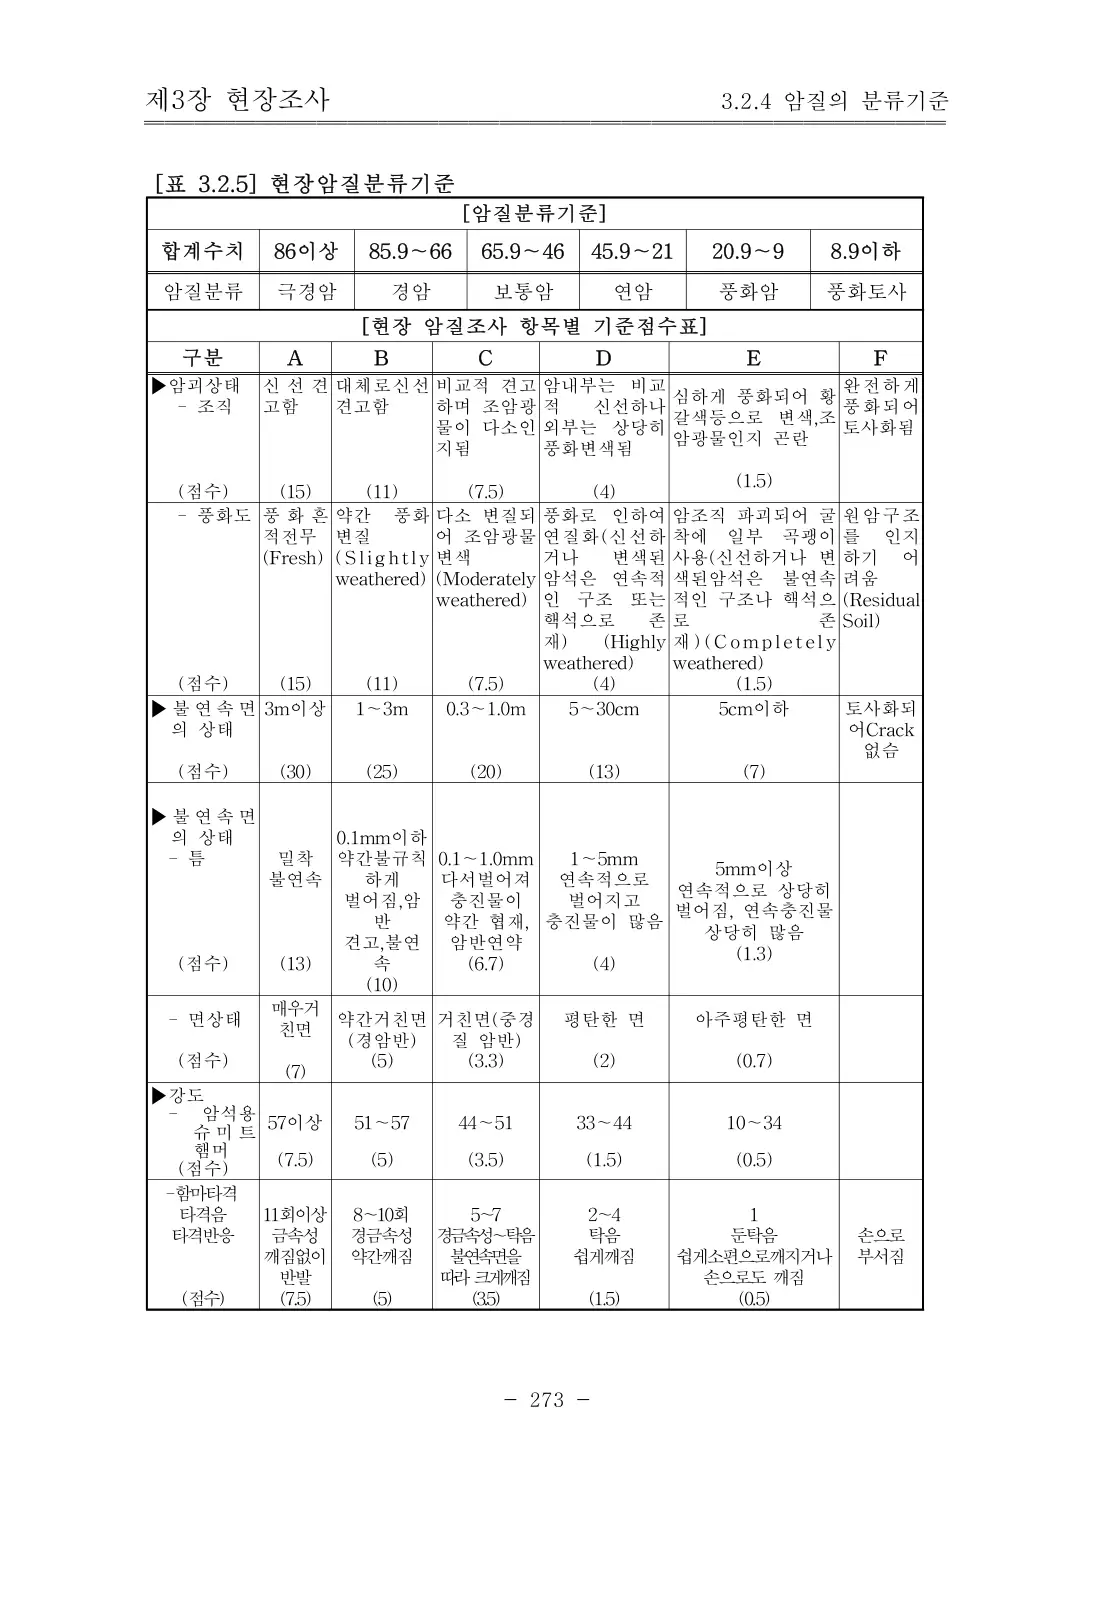 제3장 현장조사
3.2.4 암질의 분류기준
[표 3.2.5] 현장암질분류기준
[암질분류기준]
합계수치 86이상 85.9~66 65.9~46 45.9~21 20.9~9 8.9이하
암질분류 극경암 경암 보통암 연암 풍화암 풍화토사
[현장 암질조사 항목별 기준점수표]
구분 A B C D E F
▶암괴상태
- 조직
(점수)
신 선 견
고함
(15)
대체로신선
견고함
(11)
비교적 견고
하며 조암광
물이 다소인
지됨
(7.5)
암내부는 비교
적 신선하나
외부는 상당히
풍화변색됨
(4)
심하게 풍화되어 황
갈색등으로 변색,조
암광물인지 곤란
(1.5)
완전하게
풍화되어
토사화됨
- 풍화도
(점수)
풍 화 흔
적전무
(Fresh)
(15)
약간 풍화
변질
(Slightly
weathered)
(11)
다소 변질되
어 조암광물
변색
(Moderately
weathered)
(7.5)
풍화로 인하여
연질화(신선하
거나 변색된
암석은 연속적
인 구조 또는
핵석으로 존
재) (Highly
weathered)
(4)
암조직 파괴되어 굴
착에 일부 곡괭이
사용(신선하거나 변
색된암석은 불연속
적인 구조나 핵석으
로 존
재)(Completely
weathered)
(1.5)
원암구조
를 인지
하기 어
려움
(Residual
Soil)
▶불연속면
의 상태
(점수)
3m이상
(30)
1~3m
(25)
0.3~1.0m
(20)
5~30cm
(13)
5cm이하
(7)
토사화되
어Crack
없슴
▶불연속면
의 상태
- 틈
(점수)
밀착
불연속
(13)
0.1mm이하
약간불규칙
하게
벌어짐,암
반
견고,불연
속
(10)
0.1~1.0mm
다서벌어져
충진물이
약간 협재,
암반연약
(6.7)
1~5mm
연속적으로
벌어지고
충진물이 많음
(4)
5mm이상
연속적으로 상당히
벌어짐, 연속충진물
상당히 많음
(1.3)
- 면상태
(점수)
매우거
친면
(7)
약간거친면
(경암반)
(5)
거친면(중경
질 암반)
(3.3)
평탄한 면
(2)
아주평탄한 면
(0.7)
▶강도
- 암석용
슈미트
햄머
(점수)
57이상
(7.5)
51~57
(5)
44~51
(3.5)
33~44
(1.5)
10~34
(0.5)
-함마타격
타격음
타격반응
(점수)
11회이상
금속성
깨짐없이
반발
(7.5)
8~10회
경금속성
약간깨짐
(5)
5~7
경금속성~탁음
불연속면을
따라 크게깨짐
(3.5)
2~4
탁음
쉽게깨짐
(1.5)
1
둔탁음
쉽게소편으로깨지거나
손으로도 깨짐
(0.5)
손으로
부서짐
- 273 -